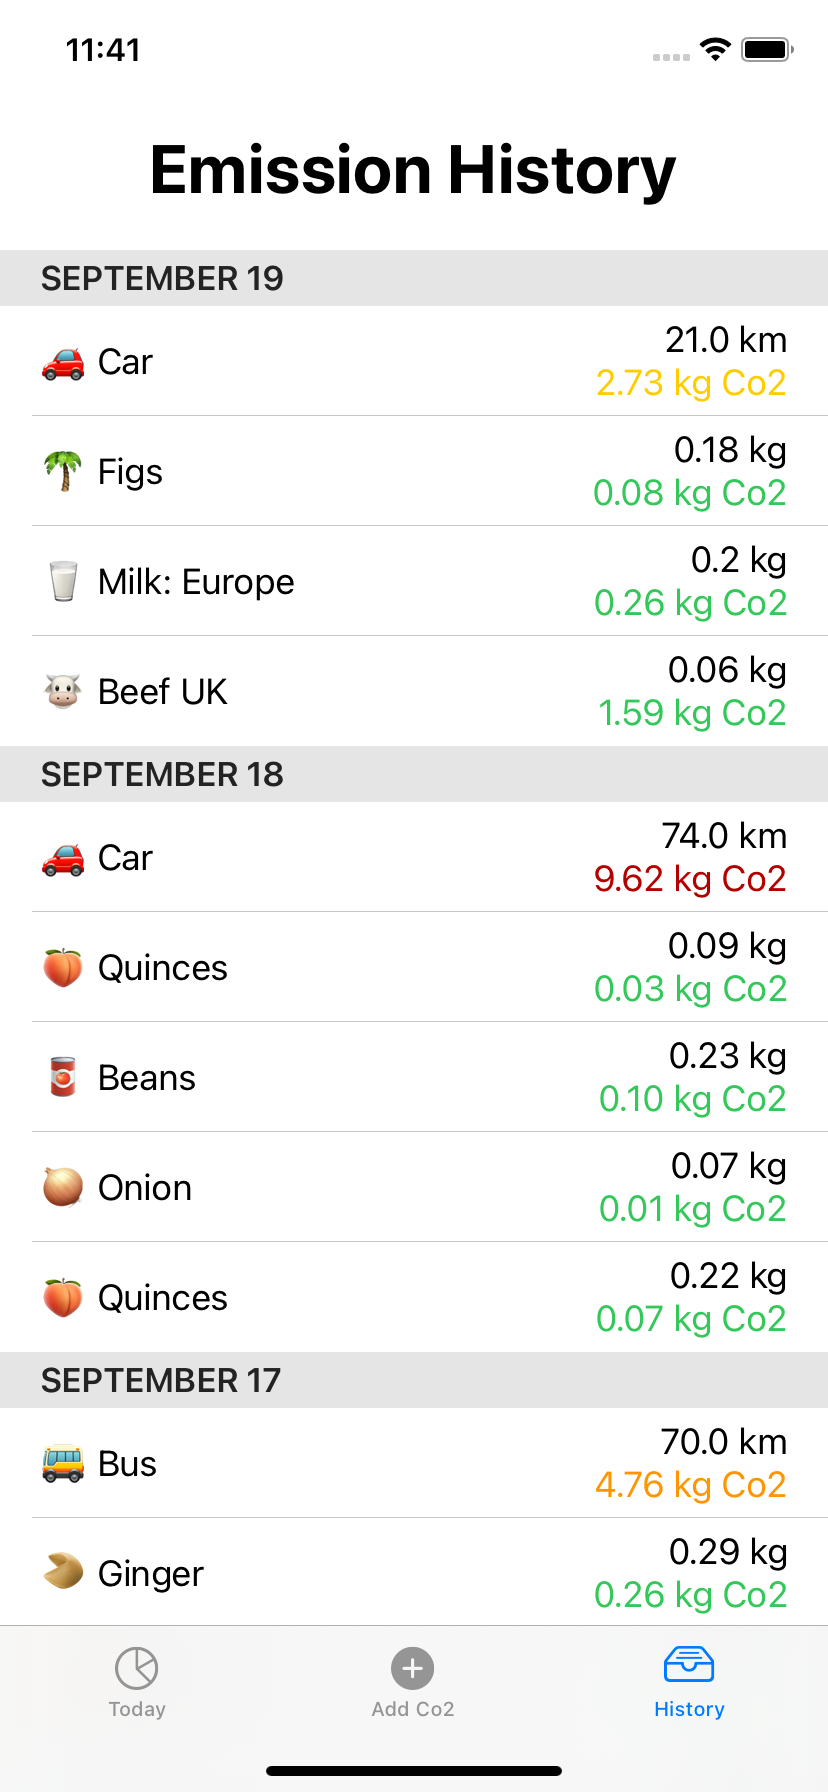 11:41
Emission History
SEPTEMBER 19
Car
21.0 km
2.73 kg Co2
Figs
0.18 kg
0.08 kg Co2
Milk: Europe
0.2 kg
0.26 kg Co2
Beef UK
0.06 kg
1.59 kg Co2
SEPTEMBER 18
Car
74.0 km
9.62 kg Co2
Quinces
0.09 kg
0.03 kg Co2
Beans
0.23 kg
0.10 kg Co2
Onion
0.07 kg
0.01 kg Co2
Quinces
0.22 kg
0.07 kg Co2
SEPTEMBER 17
Bus
70.0 km
4.76 kg Co2
Ginger
0.29 kg
0.26 kg Co2
Today
Add Co2
History